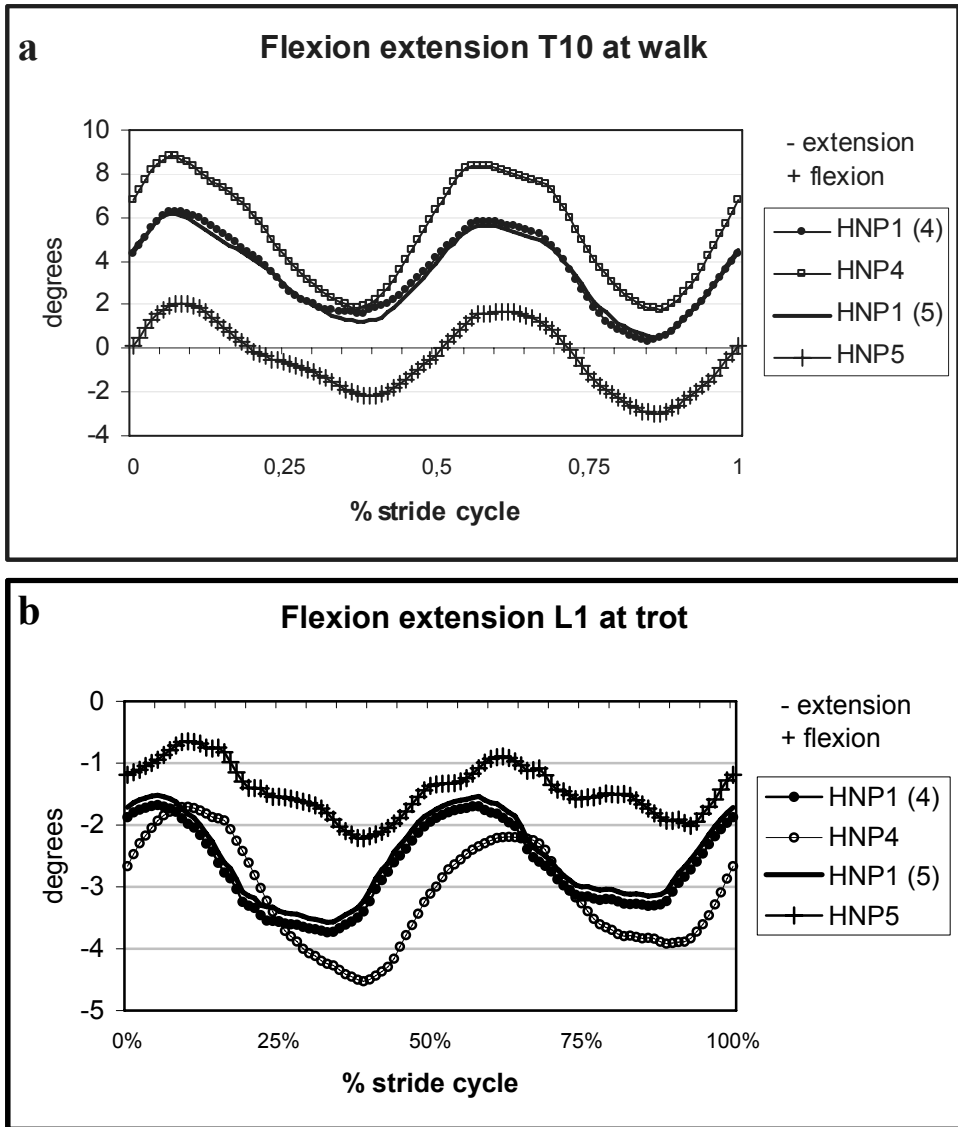 a
Flexion extension T10 at walk
10
8
6
4
2
0
-2
-4
degrees
0 0,25 0,5 0,75 1
% stride cycle
- extension
+ flexion
HNP1 (4)
HNP4
HNP1 (5)
HNP5
b
Flexion extension L1 at trot
0
-1
-2
-3
-4
-5
degrees
0% 25% 50% 75% 100%
% stride cycle
- extension
+ flexion
HNP1 (4)
HNP4
HNP1 (5)
HNP5